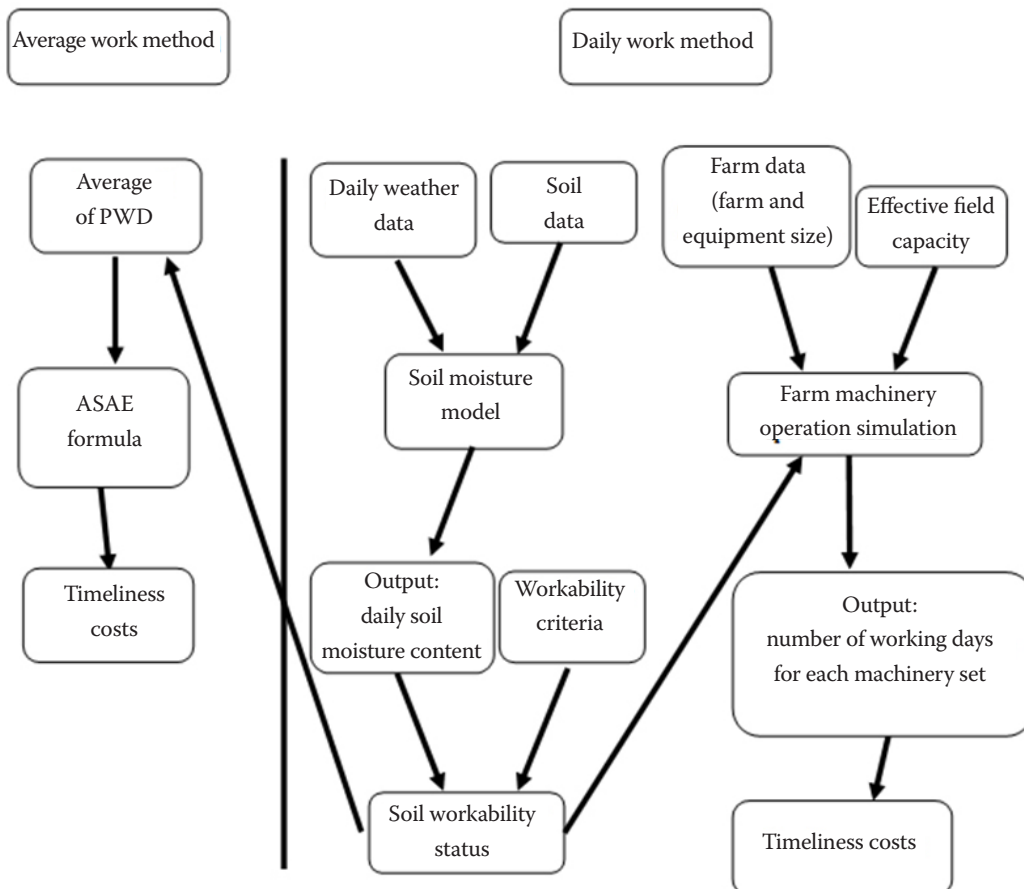 Average work method
Daily work method
Average
of PWD
ASAE
formula
Timeliness
costs
Daily weather
data
Soil
data
Soil moisture
model
Output:
daily soil
moisture content
Workability
criteria
Soil workability
status
Farm data
(farm and
equipment size)
Effective field
capacity
Farm machinery
operation simulation
Output:
number of working days
for each machinery set
Timeliness costs